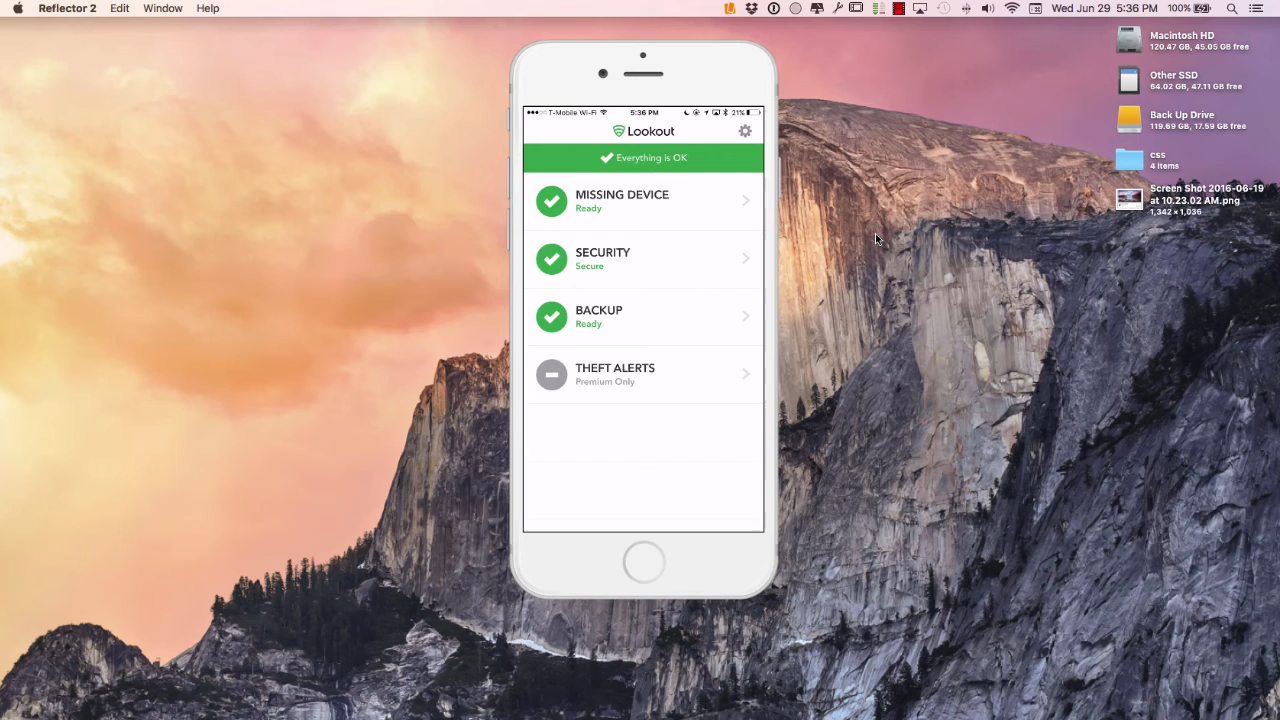 Reflector 2 Edit Window Help Wed Jun 29 5:36 PM 100%
Macintosh HD
120.47 GB, 45.05 GB free
Other SSD
64.02 GB, 47.11 GB free
Back Up Drive
119.69 GB, 17.59 GB free
css
4 items
Screen Shot 2016-06-19
at 10.23.02 AM.png
1,342 × 1,036
T-Mobile Wi-Fi 5:36 PM 21%
Lookout
Everything is OK
MISSING DEVICE
Ready
SECURITY
Secure
BACKUP
Ready
THEFT ALERTS
Premium Only